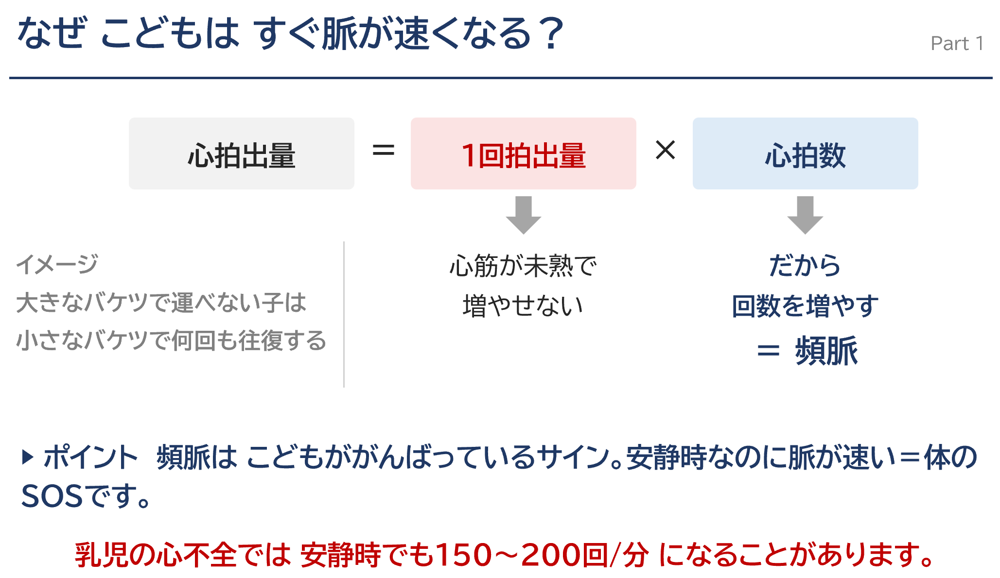 なぜ こどもは すぐ脈が速くなる？
Part 1
心拍出量 ＝ 1回拍出量 × 心拍数
イメージ
大きなバケツで運べない子は
小さなバケツで何回も往復する
心筋が未熟で
増やせない
だから
回数を増やす
＝ 頻脈
▶ ポイント　頻脈は こどもががんばっているサイン。安静時なのに脈が速い＝体の
SOSです。
乳児の心不全では 安静時でも150～200回/分 になることがあります。